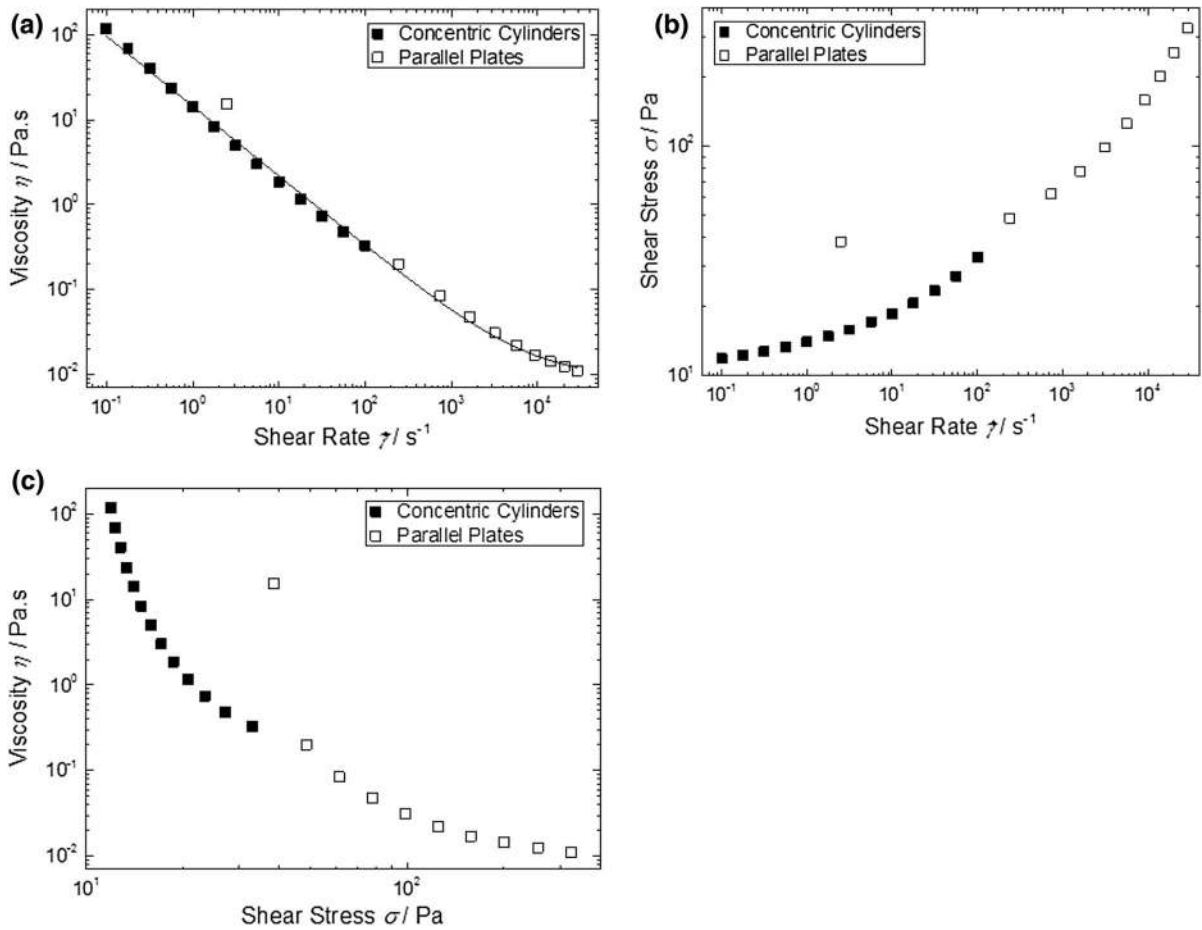 (a)
10²
10¹
10⁰
10⁻¹
10⁻²
Viscosity η / Pa.s
Concentric Cylinders
Parallel Plates
10⁻¹ 10⁰ 10¹ 10² 10³ 10⁴
Shear Rate γ̇ / s⁻¹
(b)
10²
10¹
Shear Stress σ / Pa
Concentric Cylinders
Parallel Plates
10⁻¹ 10⁰ 10¹ 10² 10³ 10⁴
Shear Rate γ̇ / s⁻¹
(c)
10²
10¹
10⁰
10⁻¹
10⁻²
Viscosity η / Pa.s
Concentric Cylinders
Parallel Plates
10¹ 10²
Shear Stress σ / Pa